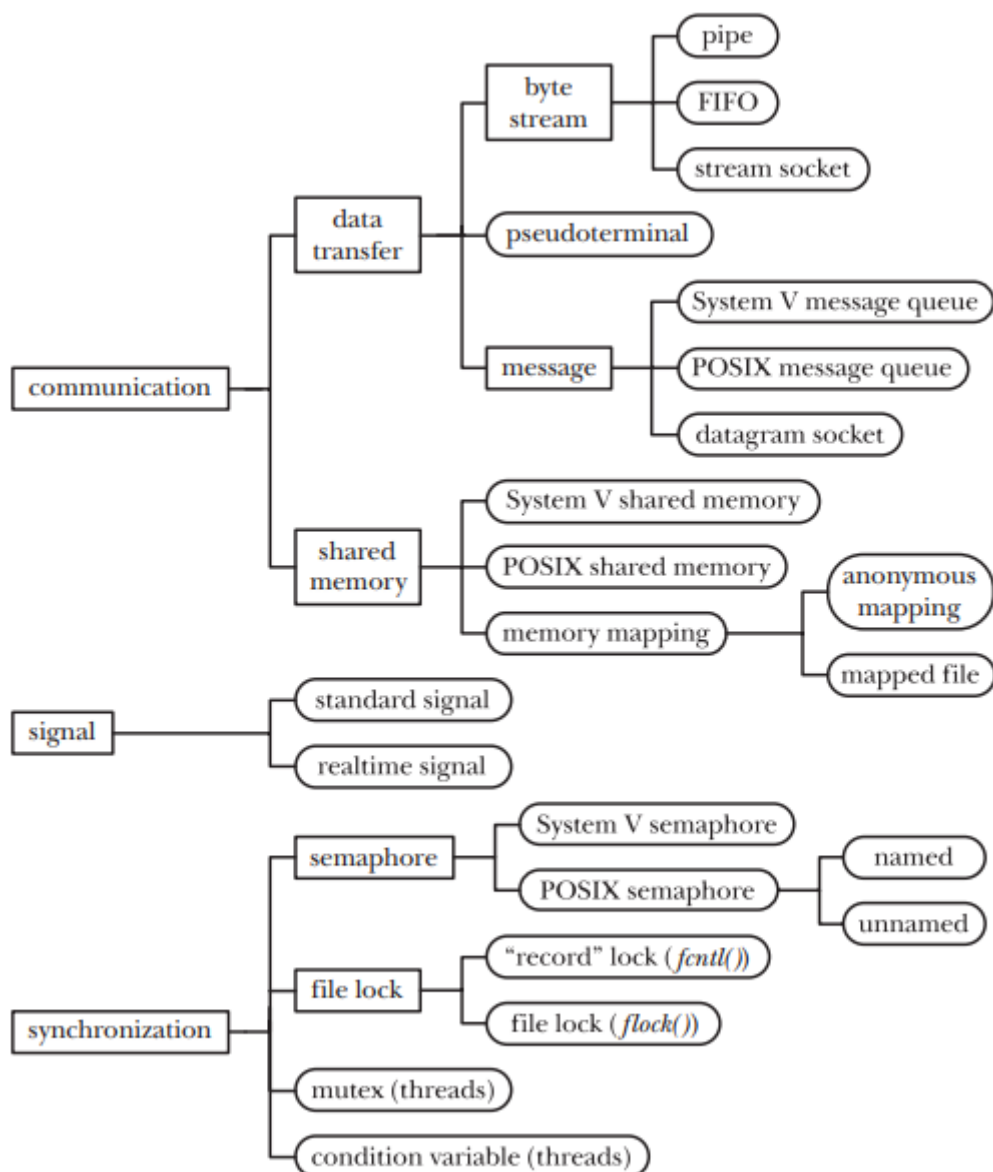 pipe
byte
stream
FIFO
stream socket
data
transfer
pseudoterminal
System V message queue
communication
message
POSIX message queue
datagram socket
System V shared memory
shared
memory
POSIX shared memory
anonymous
mapping
memory mapping
mapped file
standard signal
signal
realtime signal
System V semaphore
semaphore
named
POSIX semaphore
unnamed
“record” lock (fcntl())
file lock
file lock (flock())
synchronization
mutex (threads)
condition variable (threads)